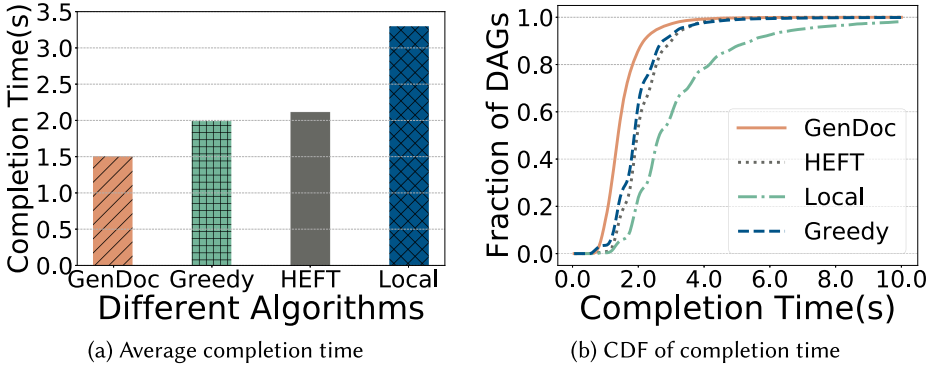 Completion Time(s)
3.5
3.0
2.5
2.0
1.5
1.0
0.5
0.0
GenDoc Greedy HEFT Local
Different Algorithms
(a) Average completion time
Fraction of DAGs
1.0
0.8
0.6
0.4
0.2
0.0
GenDoc
HEFT
Local
Greedy
0.0 2.0 4.0 6.0 8.0 10.0
Completion Time(s)
(b) CDF of completion time